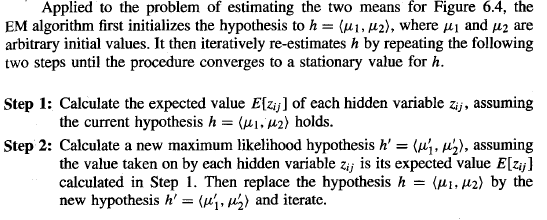 Applied to the problem of estimating the two means for Figure 6.4, the
EM algorithm first initializes the hypothesis to h = ⟨μ1, μ2⟩, where μ1 and μ2 are
arbitrary initial values. It then iteratively re-estimates h by repeating the following
two steps until the procedure converges to a stationary value for h.
Step 1: Calculate the expected value E[zij] of each hidden variable zij, assuming
the current hypothesis h = ⟨μ1, μ2⟩ holds.
Step 2: Calculate a new maximum likelihood hypothesis h′ = ⟨μ′1, μ′2⟩, assuming
the value taken on by each hidden variable zij is its expected value E[zij]
calculated in Step 1. Then replace the hypothesis h = ⟨μ1, μ2⟩ by the
new hypothesis h′ = ⟨μ′1, μ′2⟩ and iterate.